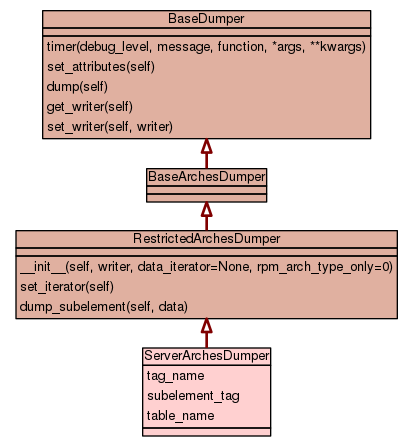 BaseDumper
timer(debug_level, message, function, *args, **kwargs)
set_attributes(self)
dump(self)
get_writer(self)
set_writer(self, writer)
BaseArchesDumper
RestrictedArchesDumper
__init__(self, writer, data_iterator=None, rpm_arch_type_only=0)
set_iterator(self)
dump_subelement(self, data)
ServerArchesDumper
tag_name
subelement_tag
table_name